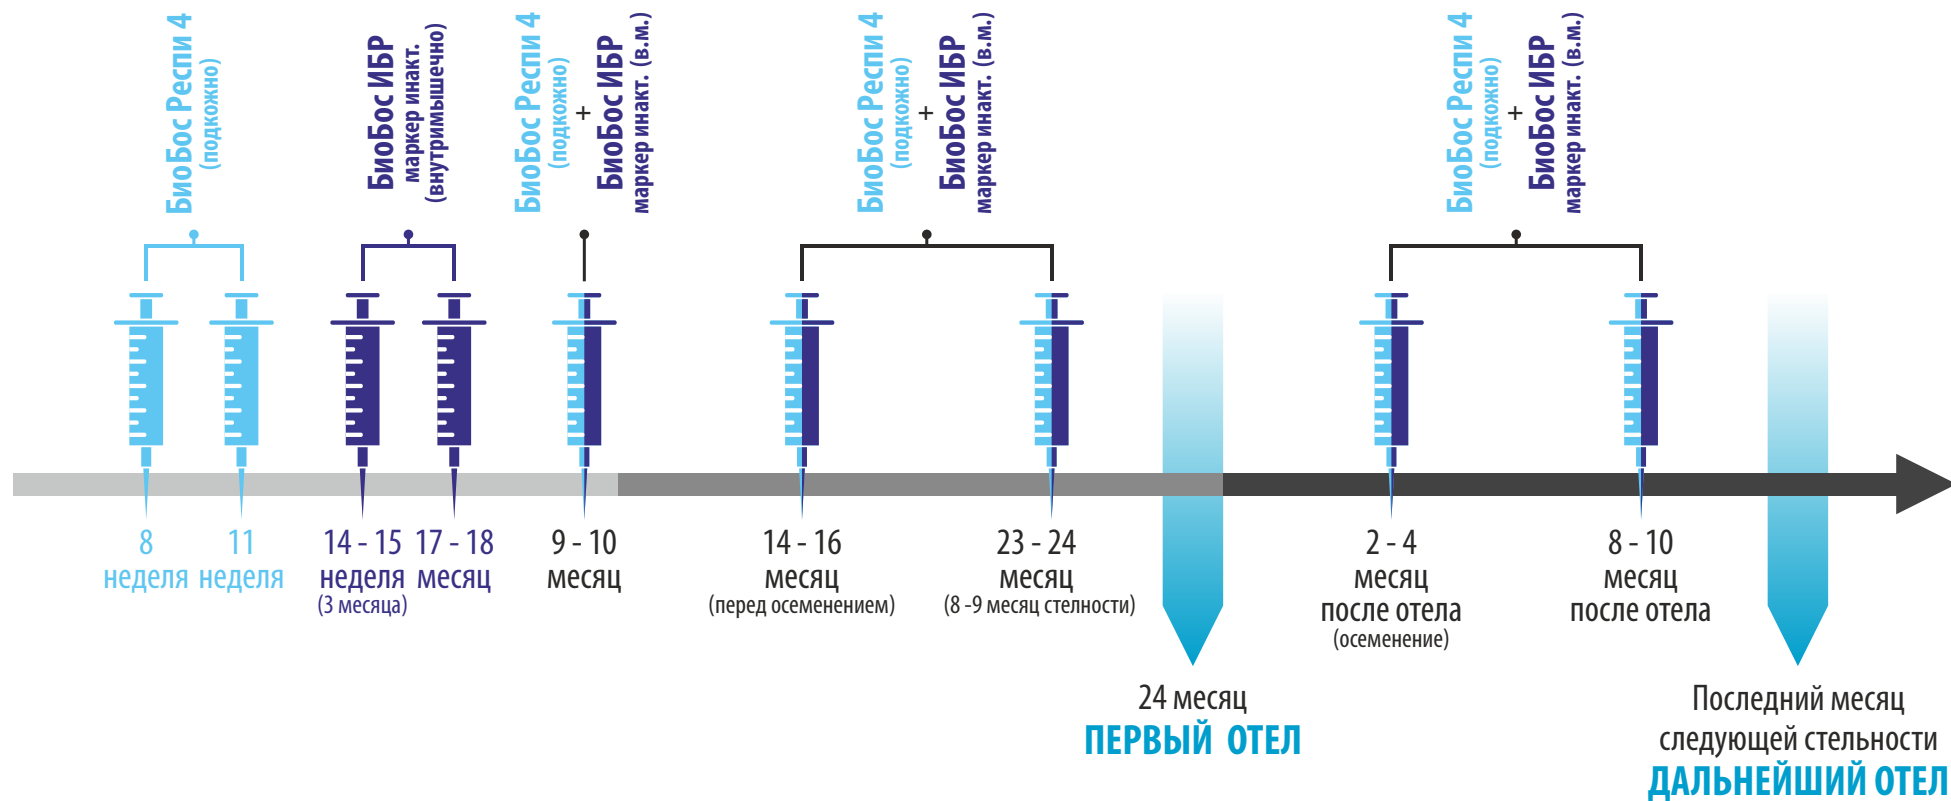 БиоБос Респи 4
(подкожно)
БиоБос ИБР
маркер инакт.
(внутримышечно)
БиоБос Респи 4
(подкожно)
+
БиоБос ИБР
маркер инакт. (в.м.)
БиоБос Респи 4
(подкожно)
+
БиоБос ИБР
маркер инакт. (в.м.)
БиоБос Респи 4
(подкожно)
+
БиоБос ИБР
маркер инакт. (в.м.)
8
неделя
11
неделя
14 - 15
неделя
(3 месяца)
17 - 18
месяц
9 - 10
месяц
14 - 16
месяц
(перед осеменением)
23 - 24
месяц
(8 -9 месяц стелности)
2 - 4
месяц
после отела
(осеменение)
8 - 10
месяц
после отела
24 месяц
ПЕРВЫЙ ОТЕЛ
Последний месяц
следующей стельности
ДАЛЬНЕЙШИЙ ОТЕЛ